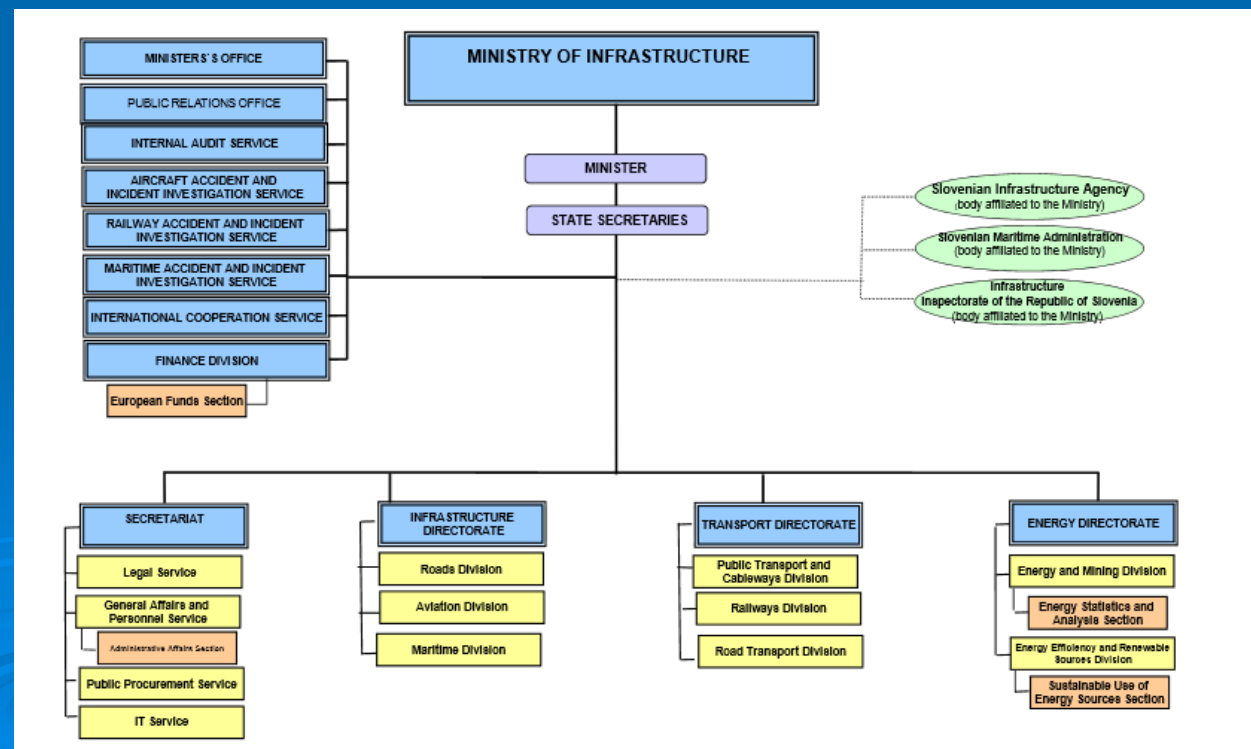 MINISTRY OF INFRASTRUCTURE
MINISTERS`S OFFICE
PUBLIC RELATIONS OFFICE
INTERNAL AUDIT SERVICE
AIRCRAFT ACCIDENT AND
INCIDENT INVESTIGATION SERVICE
RAILWAY ACCIDENT AND INCIDENT
INVESTIGATION SERVICE
MARITIME ACCIDENT AND INCIDENT
INVESTIGATION SERVICE
INTERNATIONAL COOPERATION SERVICE
FINANCE DIVISION
European Funds Section
MINISTER
STATE SECRETARIES
Slovenian Infrastructure Agency
(body affiliated to the Ministry)
Slovenian Maritime Administration
(body affiliated to the Ministry)
Infrastructure
Inspectorate of the Republic of Slovenia
(body affiliated to the Ministry)
SECRETARIAT
Legal Service
General Affairs and
Personnel Service
Administrative Affairs Section
Public Procurement Service
IT Service
INFRASTRUCTURE
DIRECTORATE
Roads Division
Aviation Division
Maritime Division
TRANSPORT DIRECTORATE
Public Transport and
Cableways Division
Railways Division
Road Transport Division
ENERGY DIRECTORATE
Energy and Mining Division
Energy Statistics and
Analysis Section
Energy Efficiency and Renewable
Sources Division
Sustainable Use of
Energy Sources Section